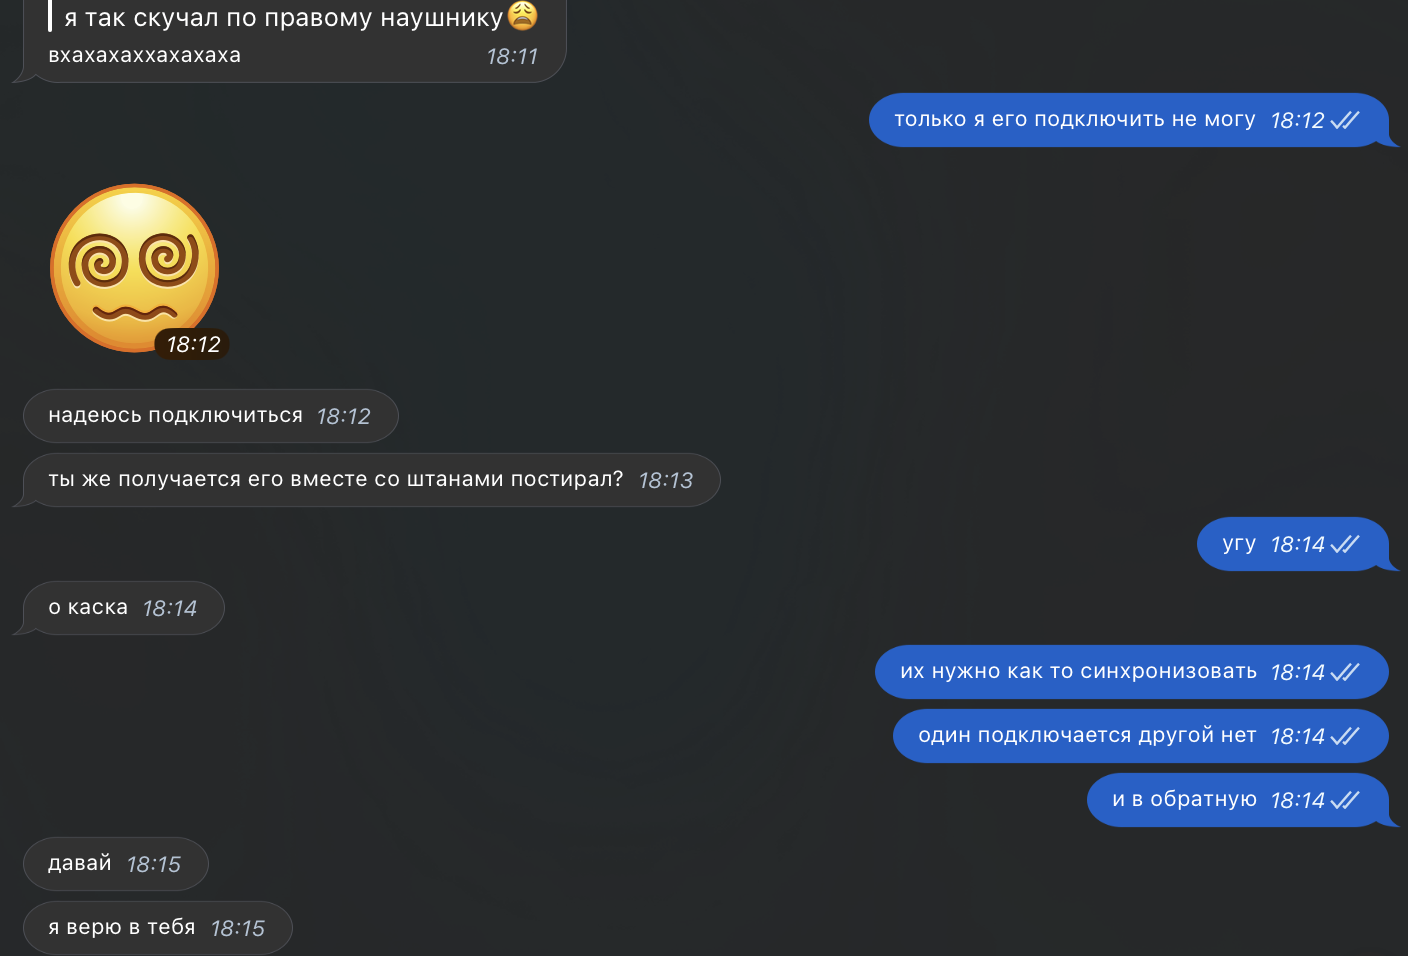 я так скучал по правому наушнику😩
вхахахаххахахаха 18:11
только я его подключить не могу 18:12
18:12
надеюсь подключиться 18:12
ты же получается его вместе со штанами постирал? 18:13
угу 18:14
о каска 18:14
их нужно как то синхронизовать 18:14
один подключается другой нет 18:14
и в обратную 18:14
давай 18:15
я верю в тебя 18:15